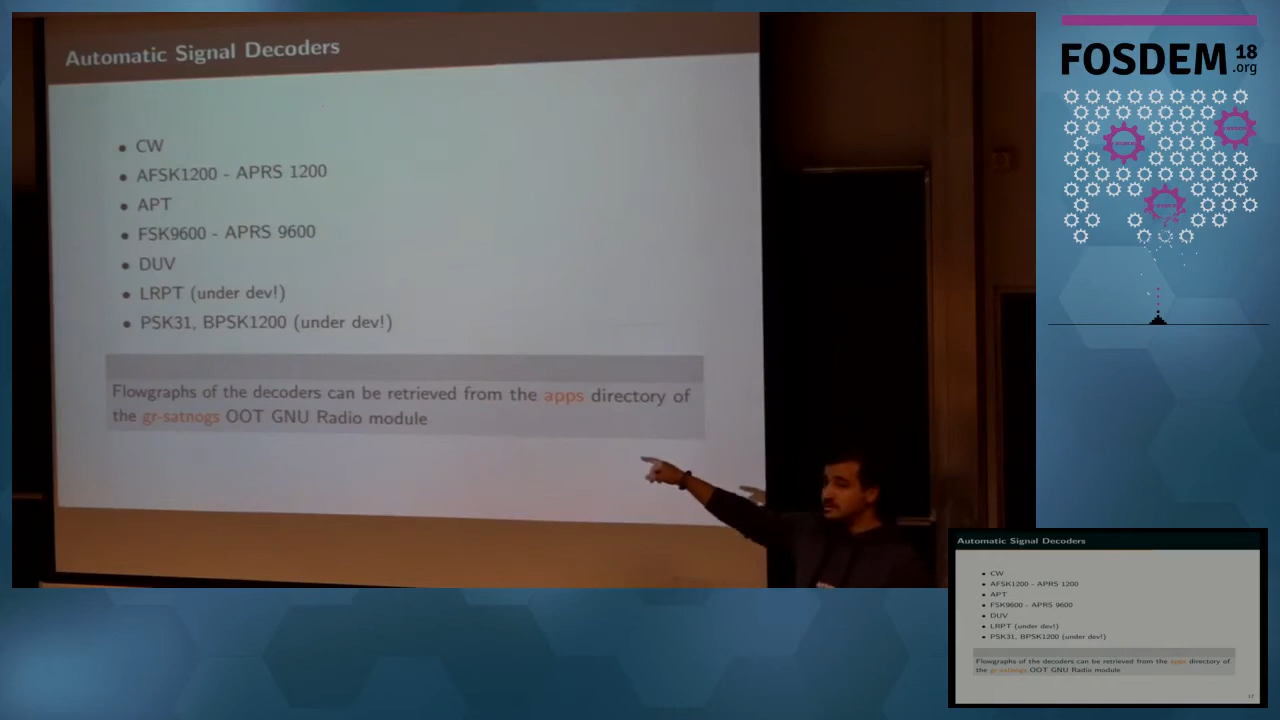 Automatic Signal Decoders
• CW
• AFSK1200 - APRS 1200
• APT
• FSK9600 - APRS 9600
• DUV
• LRPT (under dev!)
• PSK31, BPSK1200 (under dev!)
Flowgraphs of the decoders can be retrieved from the apps directory of
the gr-satnogs OOT GNU Radio module
FOSDEM 18
.org
Automatic Signal Decoders
• CW
• AFSK1200 - APRS 1200
• APT
• FSK9600 - APRS 9600
• DUV
• LRPT (under dev!)
• PSK31, BPSK1200 (under dev!)
Flowgraphs of the decoders can be retrieved from the apps directory of
the gr-satnogs OOT GNU Radio module
17